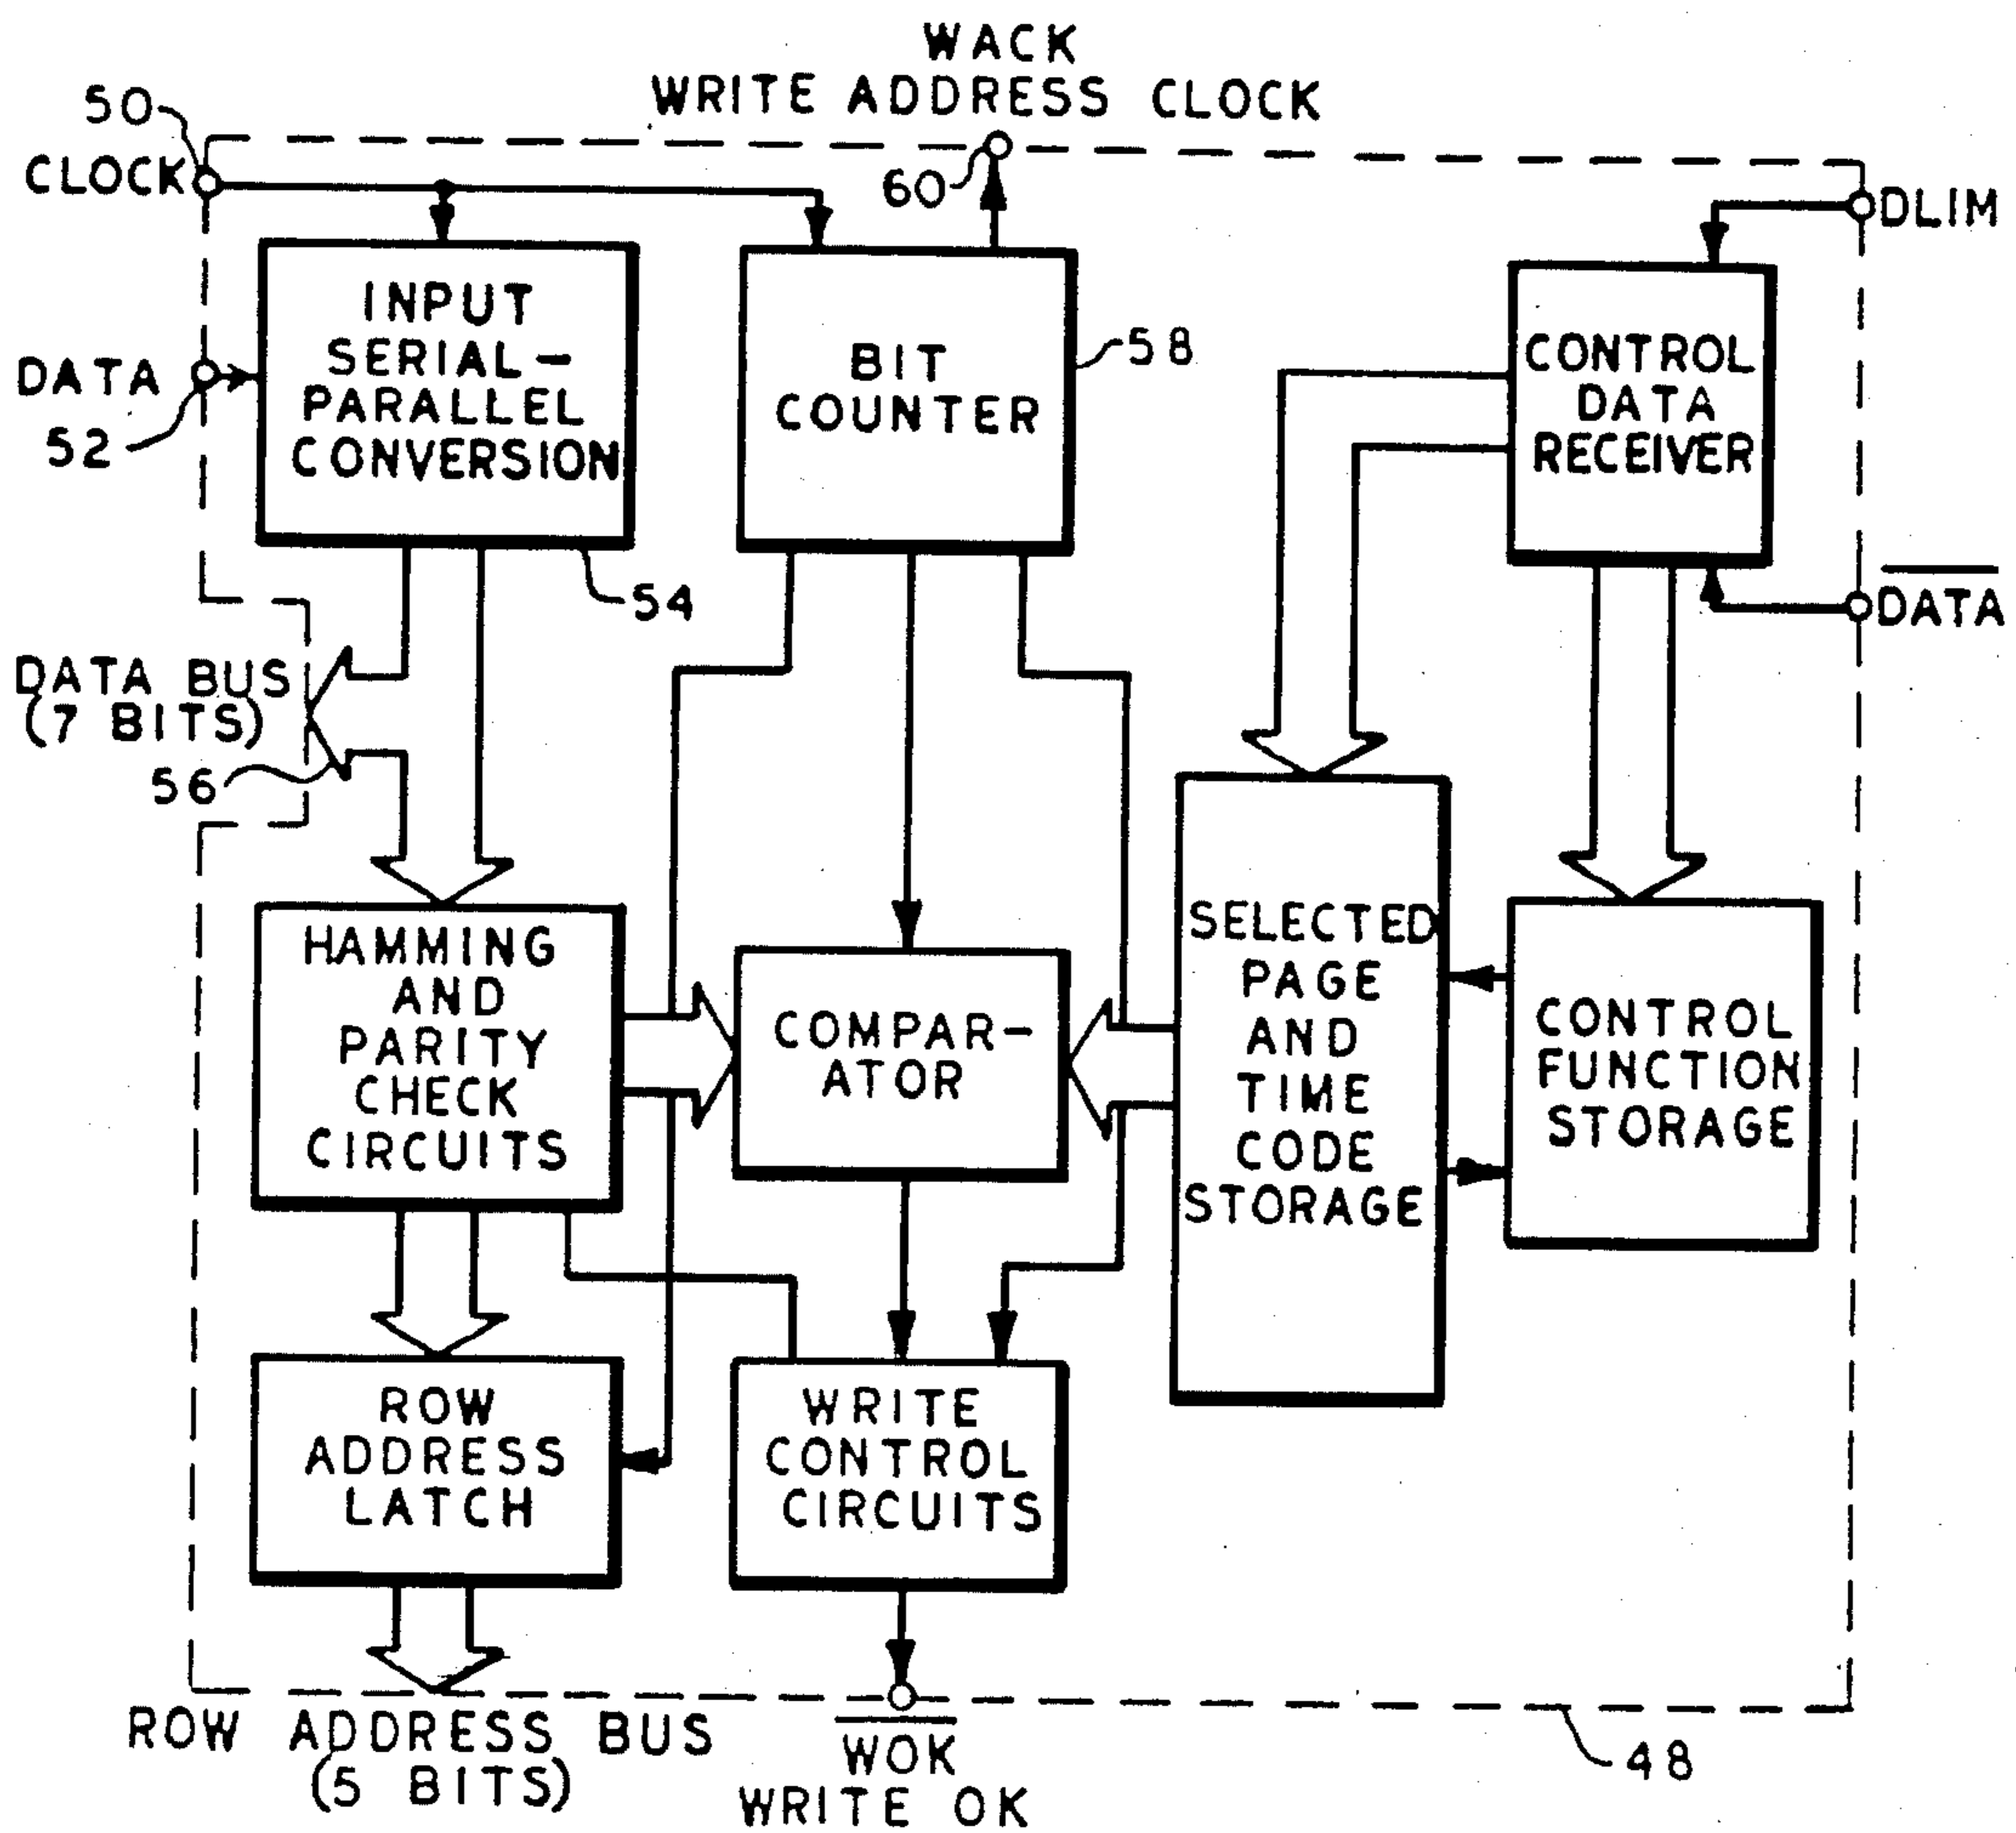 WACK
WRITE ADDRESS CLOCK
50
CLOCK
60
DLIM
INPUT
SERIAL-
PARALLEL
CONVERSION
BIT
COUNTER
58
CONTROL
DATA
RECEIVER
DATA
52
54
DATA
DATA BUS
(7 BITS)
56
HAMMING
AND
PARITY
CHECK
CIRCUITS
COMPAR-
ATOR
SELECTED
PAGE
AND
TIME
CODE
STORAGE
CONTROL
FUNCTION
STORAGE
ROW
ADDRESS
LATCH
WRITE
CONTROL
CIRCUITS
ROW ADDRESS BUS
(5 BITS)
WOK
WRITE OK
48